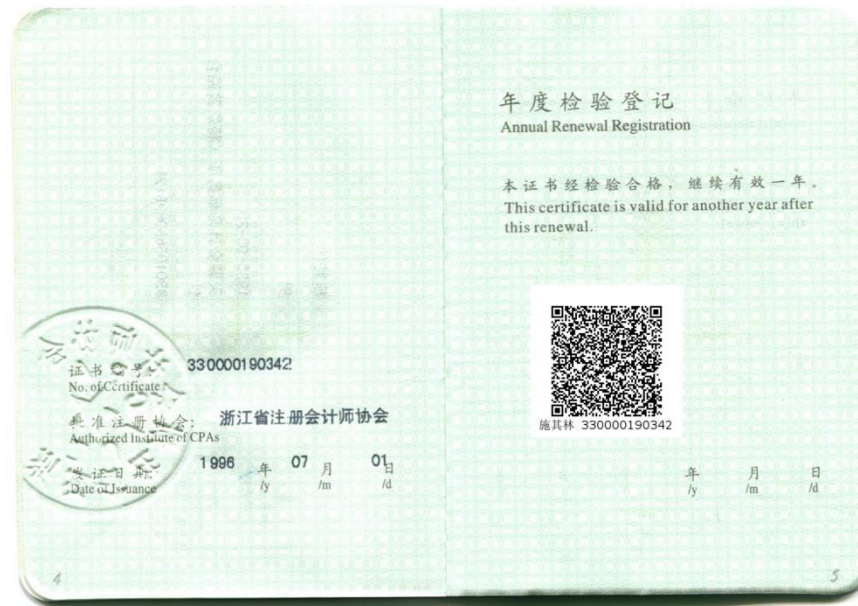 证书编号:
330000190342
No. of Certificate
批准注册协会:
浙江省注册会计师协会
Authorized Institute of CPAs
发证日期:
1996 年 07 月 01 日
Date of Issuance /y /m /d
4
年度检验登记
Annual Renewal Registration
本证书经检验合格，继续有效一年。
This certificate is valid for another year after
this renewal.
施其林 330000190342
年 月 日
/y /m /d
5